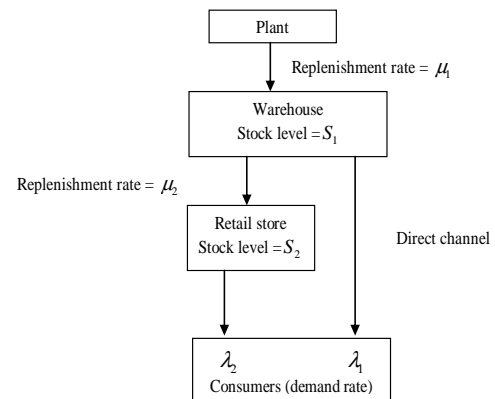 Plant
Replenishment rate = μ₁
Warehouse
Stock level = S₁
Replenishment rate = μ₂
Retail store
Stock level = S₂
Direct channel
λ₂ λ₁
Consumers (demand rate)